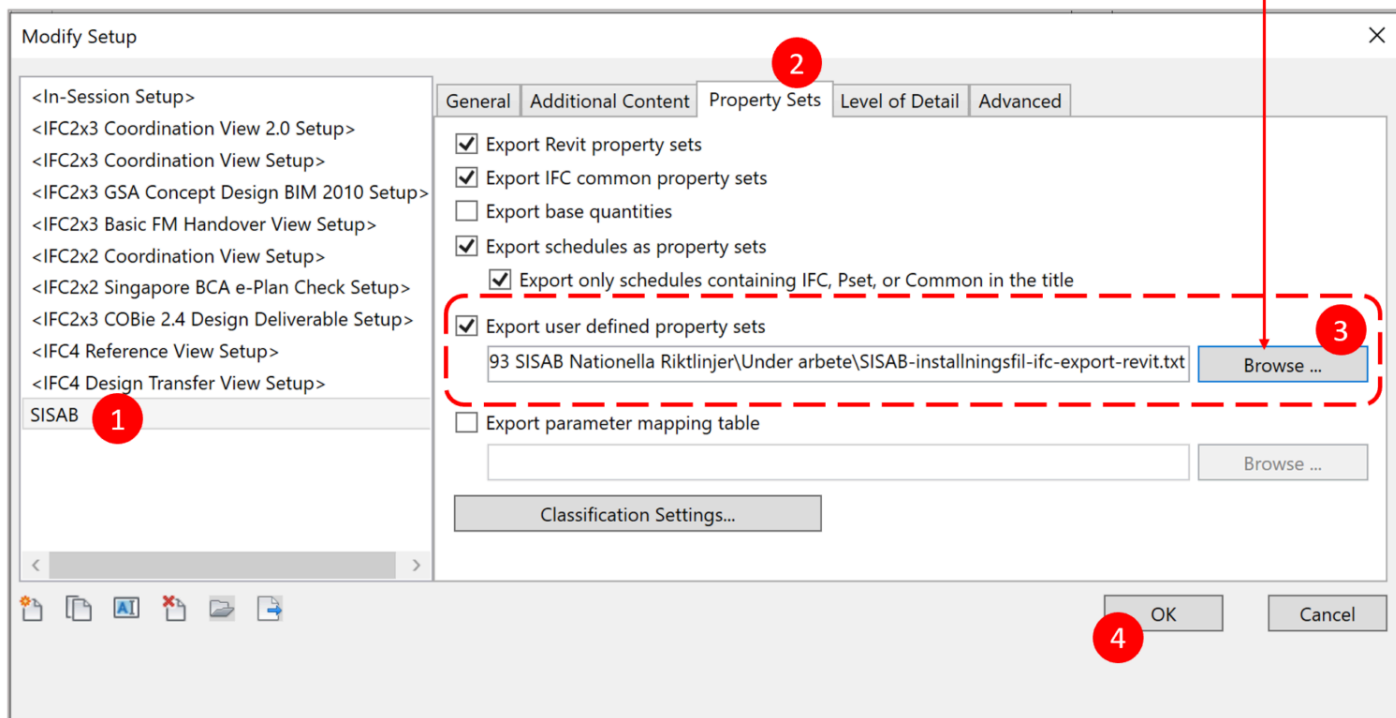 Modify Setup
<In-Session Setup>
<IFC2x3 Coordination View 2.0 Setup>
<IFC2x3 Coordination View Setup>
<IFC2x3 GSA Concept Design BIM 2010 Setup>
<IFC2x3 Basic FM Handover View Setup>
<IFC2x2 Coordination View Setup>
<IFC2x2 Singapore BCA e-Plan Check Setup>
<IFC2x3 COBie 2.4 Design Deliverable Setup>
<IFC4 Reference View Setup>
<IFC4 Design Transfer View Setup>
SISAB
1
2
General
Additional Content
Property Sets
Level of Detail
Advanced
Export Revit property sets
Export IFC common property sets
Export base quantities
Export schedules as property sets
Export only schedules containing IFC, Pset, or Common in the title
Export user defined property sets
3
93 SISAB Nationella Riktlinjer\Under arbete\SISAB-installningsfil-ifc-export-revit.txt
Browse ...
Export parameter mapping table
Browse ...
Classification Settings...
AI
OK
Cancel
4